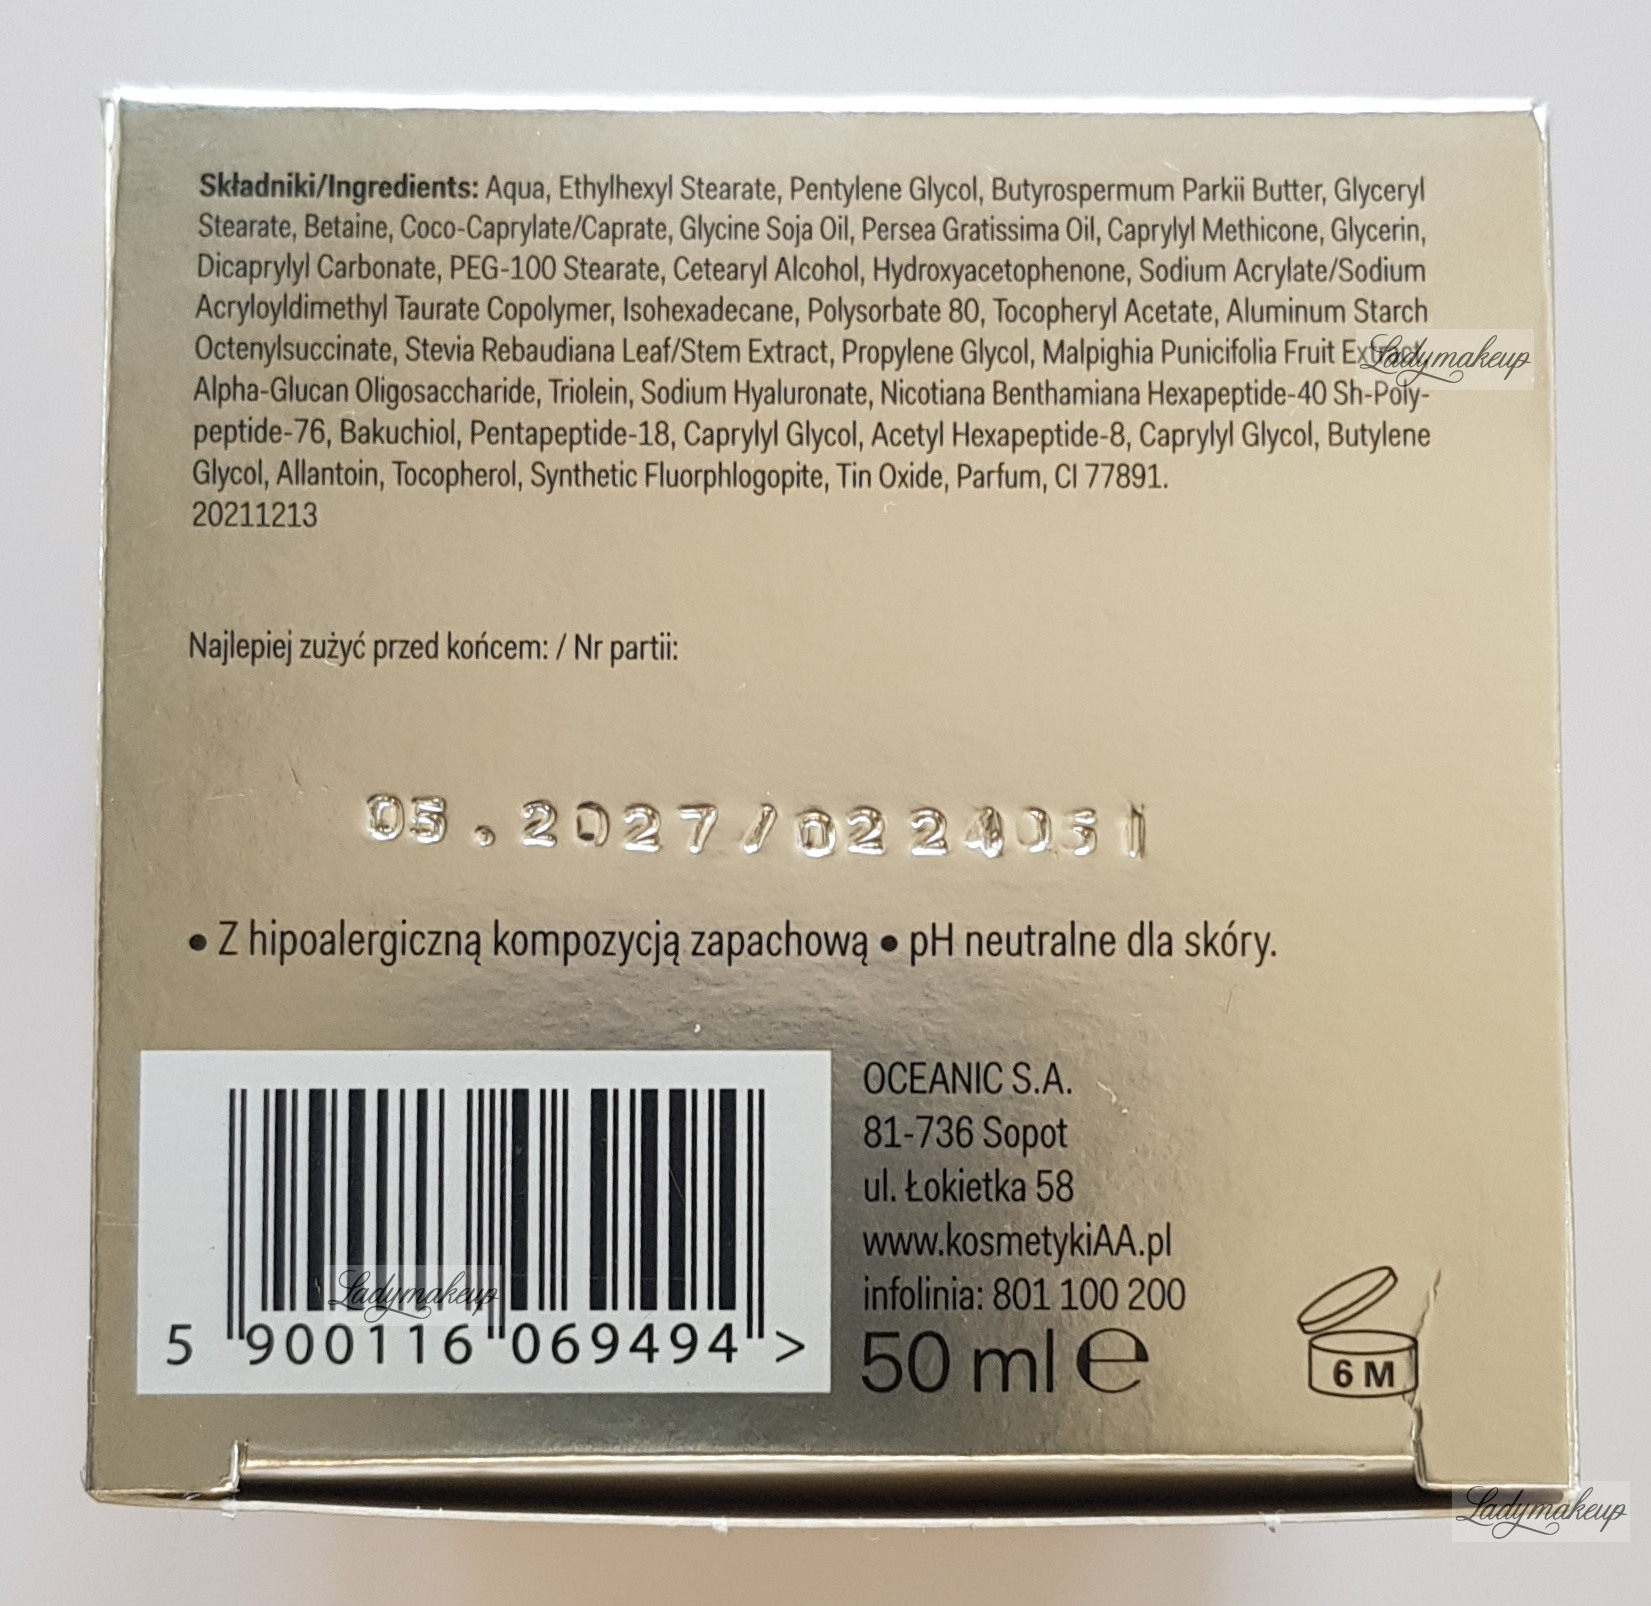 Składniki/Ingredients: Aqua, Ethylhexyl Stearate, Pentylene Glycol, Butyrospermum Parkii Butter, Glyceryl
Stearate, Betaine, Coco-Caprylate/Caprate, Glycine Soja Oil, Persea Gratissima Oil, Caprylyl Methicone, Glycerin,
Dicaprylyl Carbonate, PEG-100 Stearate, Cetearyl Alcohol, Hydroxyacetophenone, Sodium Acrylate/Sodium
Acryloyldimethyl Taurate Copolymer, Isohexadecane, Polysorbate 80, Tocopheryl Acetate, Aluminum Starch
Octenylsuccinate, Stevia Rebaudiana Leaf/Stem Extract, Propylene Glycol, Malpighia Punicifolia Fruit
Ladymakeup
Alpha-Glucan Oligosaccharide, Triolein, Sodium Hyaluronate, Nicotiana Benthamiana Hexapeptide-40 Sh-Poly-
peptide-76, Bakuchiol, Pentapeptide-18, Caprylyl Glycol, Acetyl Hexapeptide-8, Caprylyl Glycol, Butylene
Glycol, Allantoin, Tocopherol, Synthetic Fluorphlogopite, Tin Oxide, Parfum, CI 77891.
20211213
Najlepiej zużyć przed końcem: / Nr partii:
05.2027/0224051
• Z hipoalergiczną kompozycją zapachową • pH neutralne dla skóry.
OCEANIC S.A.
81-736 Sopot
ul. Łokietka 58
www.kosmetykiAA.pl
infolinia: 801 100 200
50 ml e
Ladymakeup
5 900116 069494 >
6 M
Ladymakeup